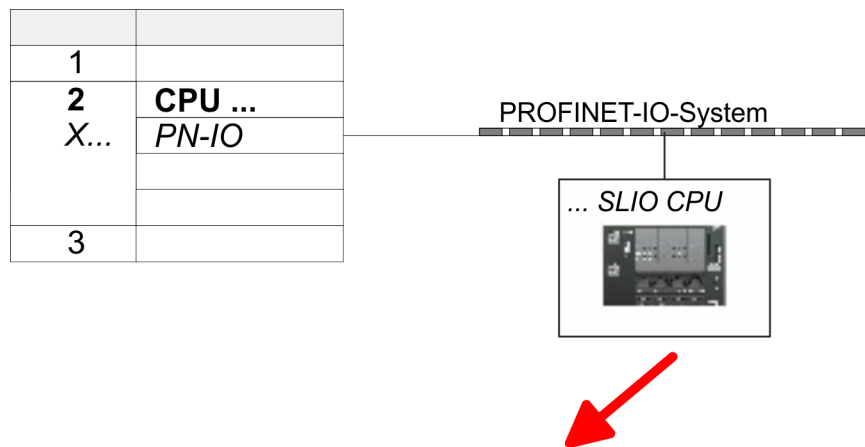 1
2 CPU ...
X... PN-IO
3
PROFINET-IO-System
... SLIO CPU